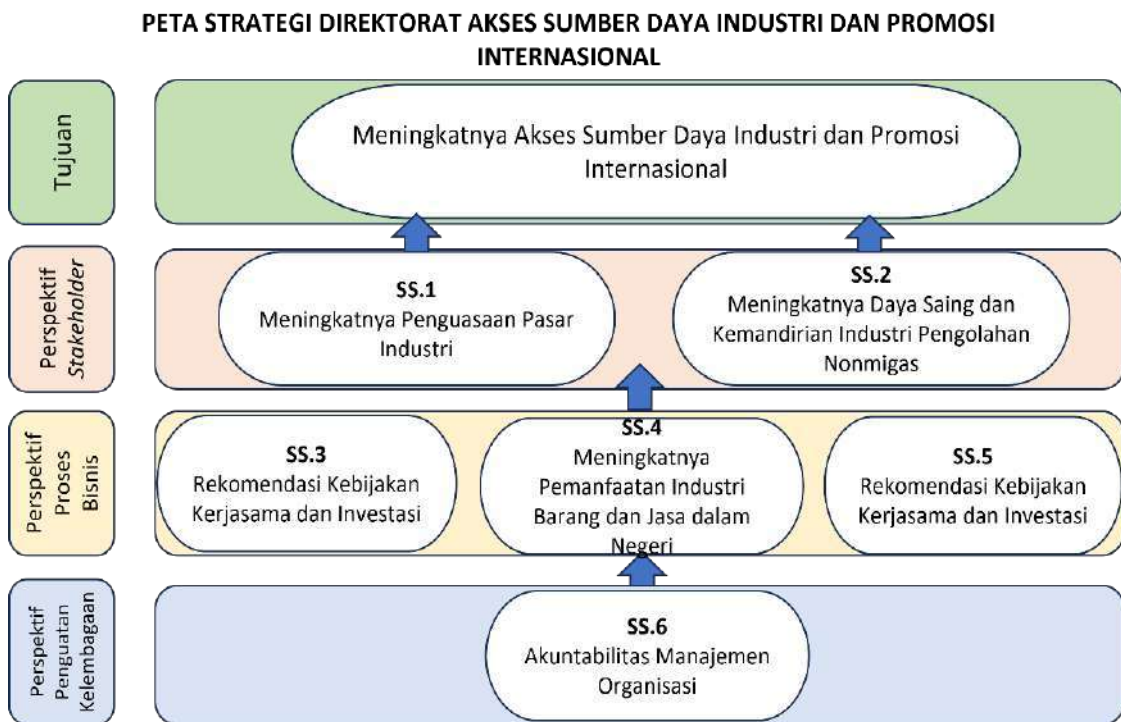 PETA STRATEGI DIREKTORAT AKSES SUMBER DAYA INDUSTRI DAN PROMOSI
INTERNASIONAL
Tujuan
Meningkatnya Akses Sumber Daya Industri dan Promosi
Internasional
Perspektif
Stakeholder
SS.1
Meningkatnya Penguasaan Pasar
Industri
SS.2
Meningkatnya Daya Saing dan
Kemandirian Industri Pengolahan
Nonmigas
Perspektif
Proses
Bisnis
SS.3
Rekomendasi Kebijakan
Kerjasama dan Investasi
SS.4
Meningkatnya
Pemanfaatan Industri
Barang dan Jasa dalam
Negeri
SS.5
Rekomendasi Kebijakan
Kerjasama dan Investasi
Perspektif
Penguatan
Kelembagaan
SS.6
Akuntabilitas Manajemen
Organisasi